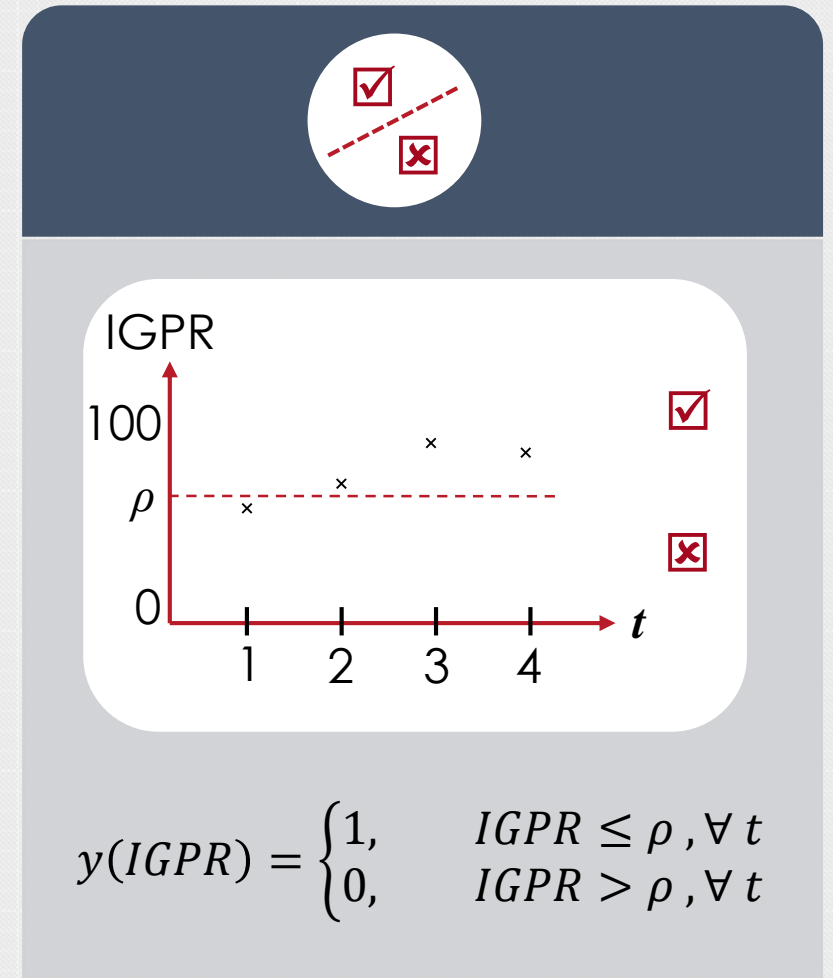 IGPR
100
ρ
0
t
1 2 3 4
y(IGPR) = {1, IGPR ≤ ρ , ∀ t
0, IGPR > ρ , ∀ t